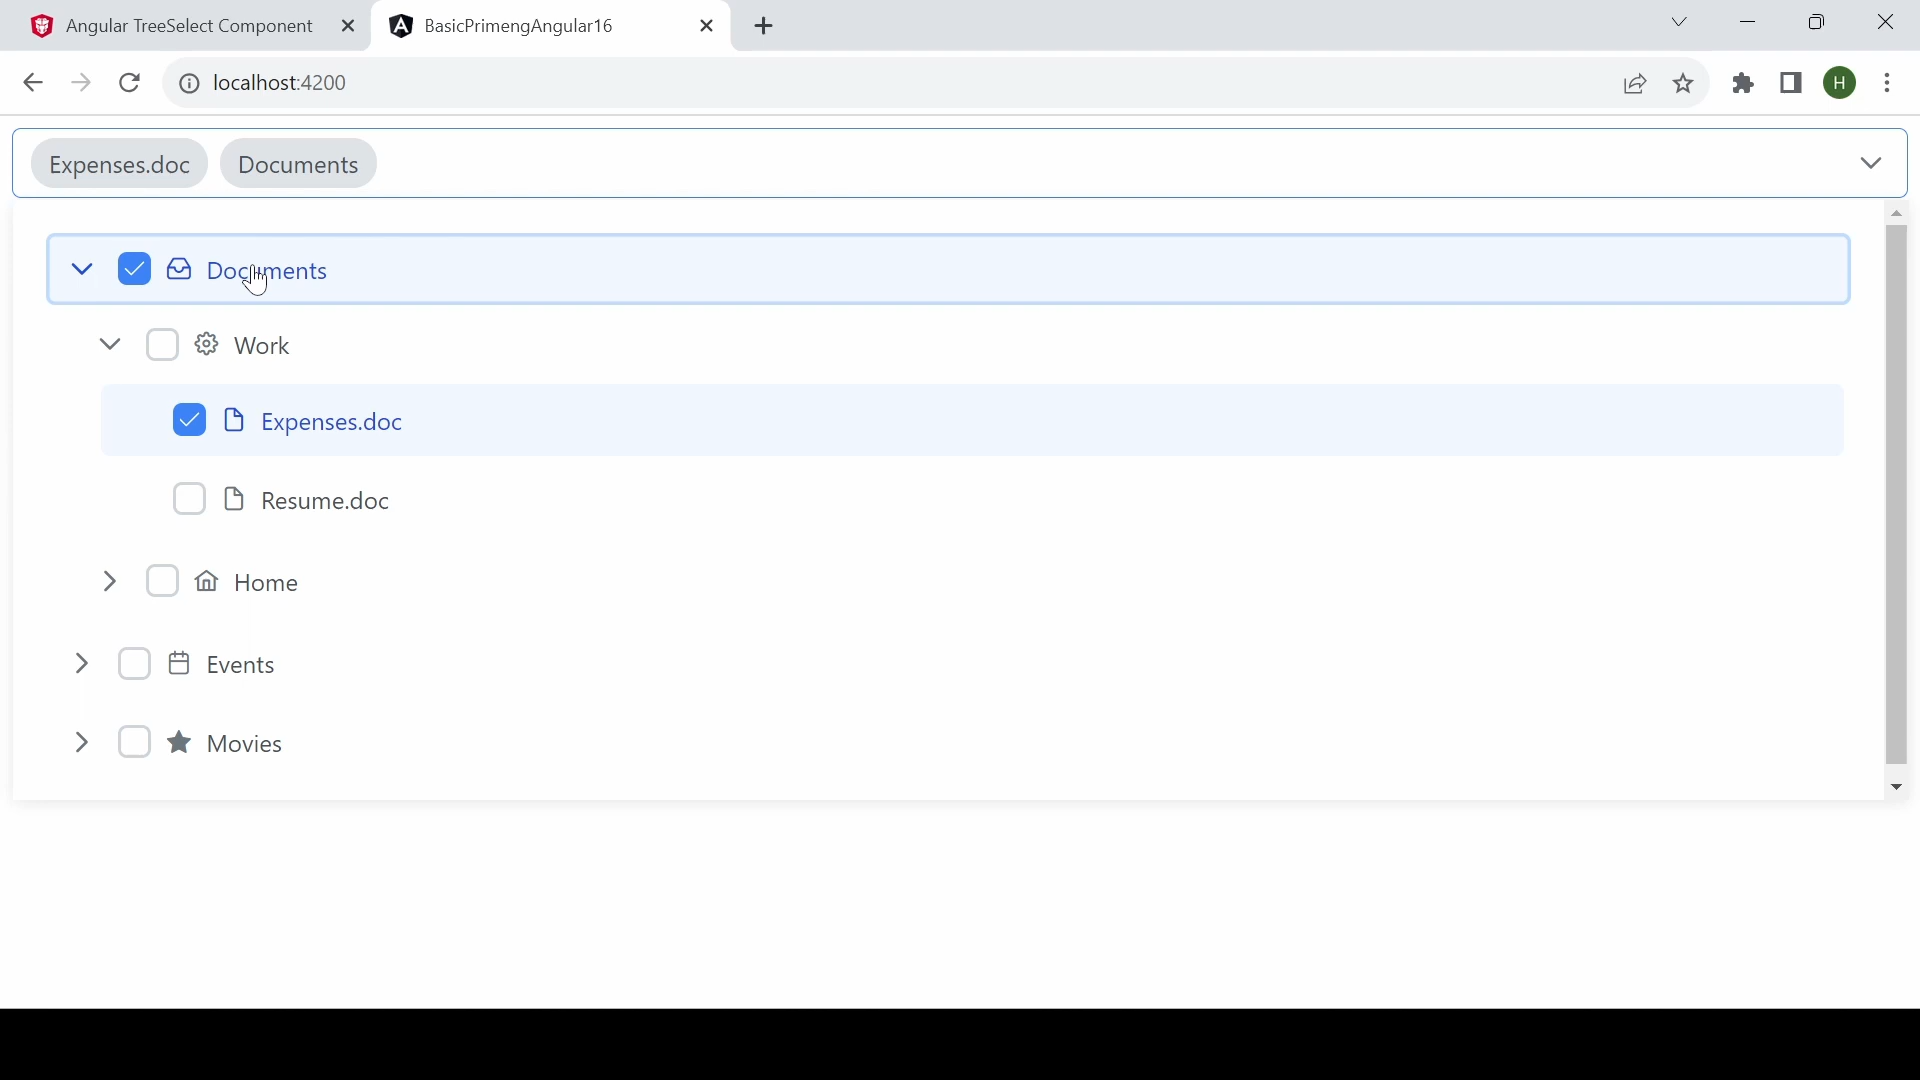 Angular TreeSelect Component
BasicPrimengAngular16
localhost:4200
H
Expenses.doc
Documents
Documents
Work
Expenses.doc
Resume.doc
Home
Events
Movies